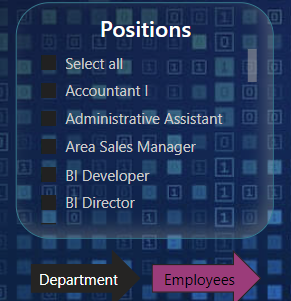 Positions
Select all
Accountant I
Administrative Assistant
Area Sales Manager
BI Developer
BI Director
Department
Employees